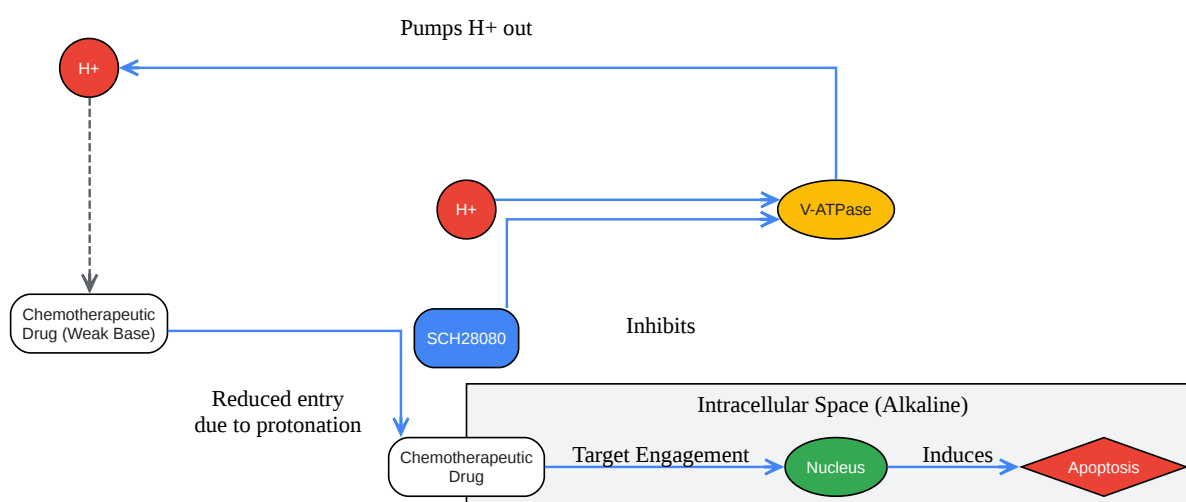 Pumps H+ out
H+
H+
V-ATPase
Chemotherapeutic
Drug (Weak Base)
SCH28080
Inhibits
Reduced entry
due to protonation
Intracellular Space (Alkaline)
Chemotherapeutic
Drug
Target Engagement
Nucleus
Induces
Apoptosis